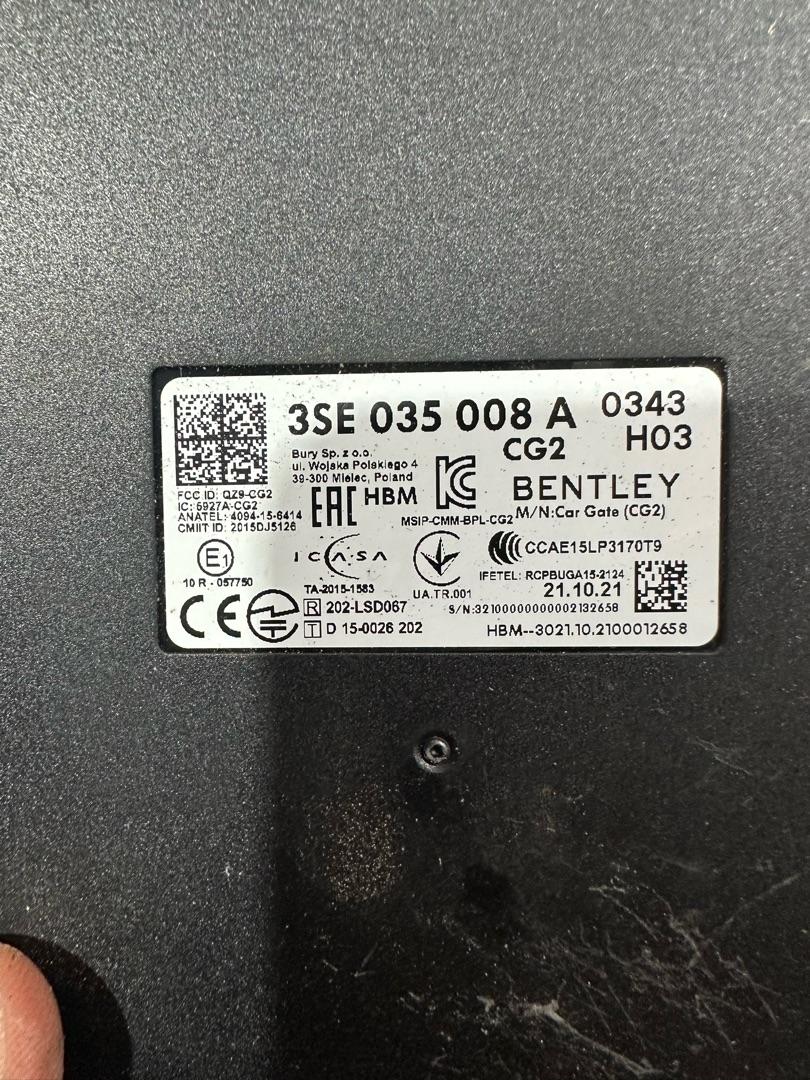 3SE 035 008 A 0343
CG2 H03
Bury Sp. z o.o.
ul. Wojska Polskiego 4
39-300 Mielec, Poland
FCC ID: QZ9-CG2
IC: 5927A-CG2
ANATEL: 4094-15-6414
CMIIT ID: 2015DJ5126
EAC HBM
MSIP-CMM-BPL-CG2
BENTLEY
M/N:Car Gate (CG2)
E1
10 R - 057750
ICASA
TA-2015-1583
UA.TR.001
CCAE15LP3170T9
IFETEL: RCPBUGA15-2124
21.10.21
S/N:32100000000002132658
CE
R 202-LSD067
T D 15-0026 202
HBM--3021.10.2100012658